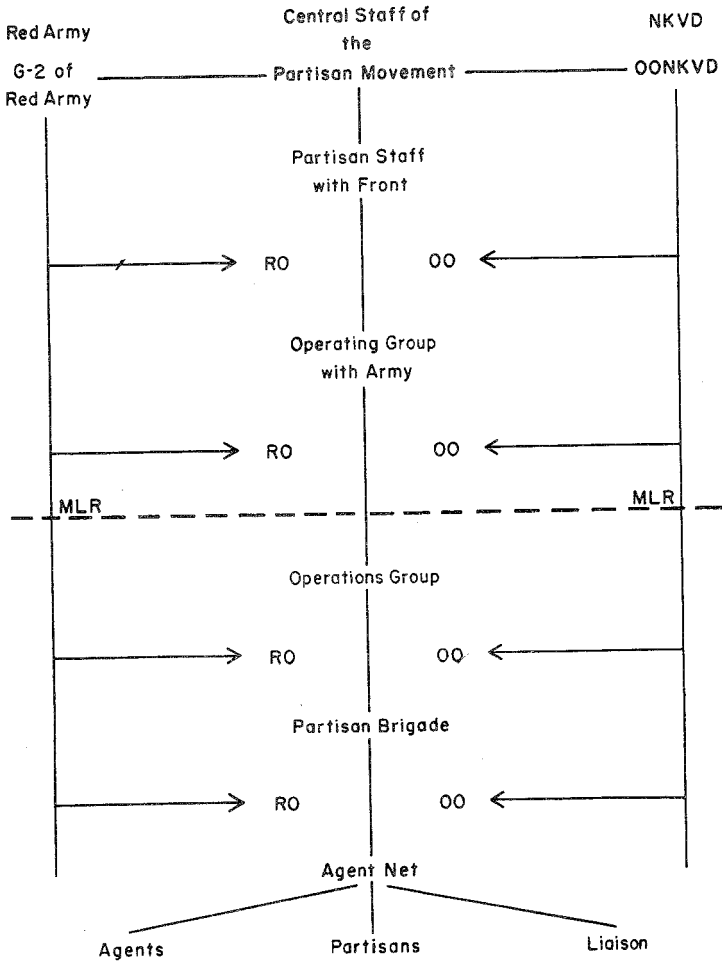 Red Army
Central Staff of
the
Partisan Movement
NKVD
G-2 of
Red Army
OONKVD
Partisan Staff
with Front
RO
OO
Operating Group
with Army
RO
OO
MLR
MLR
Operations Group
RO
OO
Partisan Brigade
RO
OO
Agent Net
Agents
Partisans
Liaison